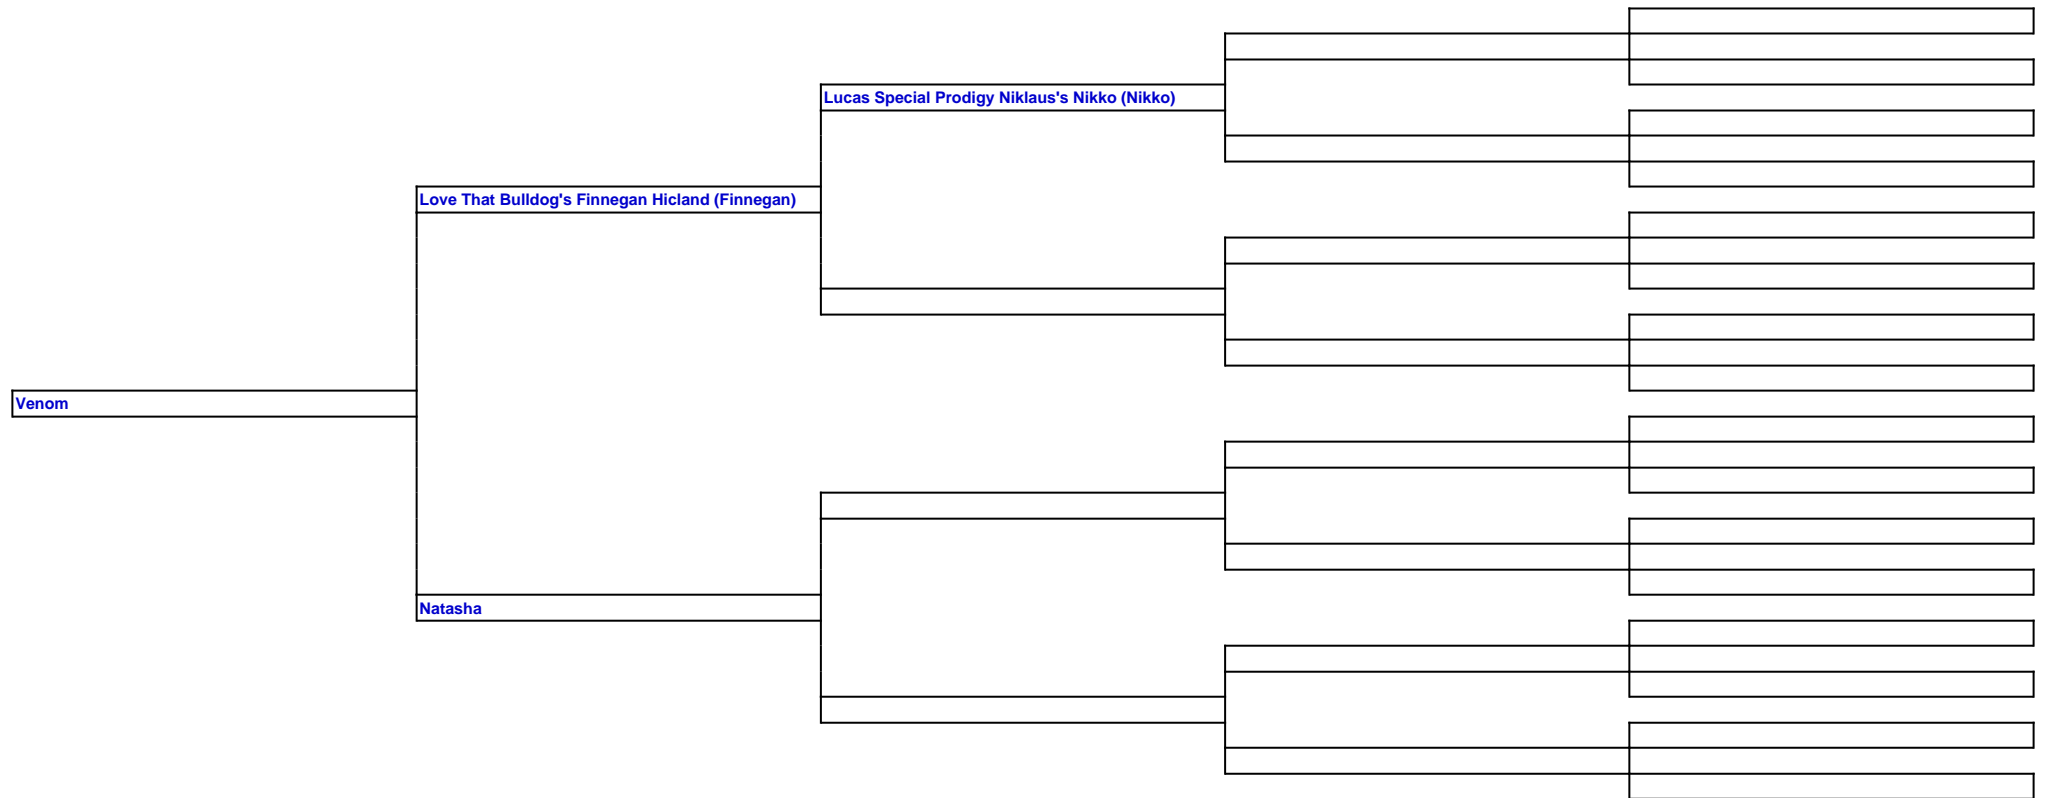 Lucas Special Prodigy Niklaus's Nikko (Nikko)
Love That Bulldog's Finnegan Hicland (Finnegan)
Venom
Natasha